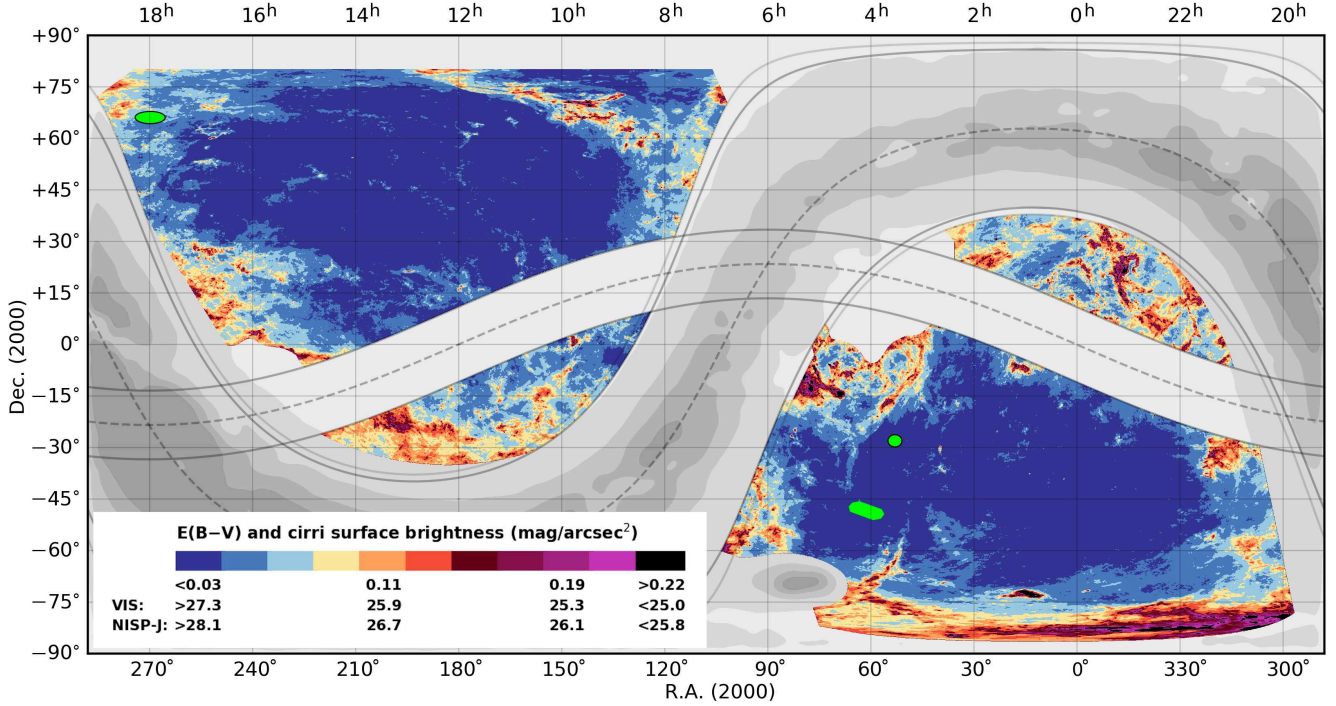 18ʰ 16ʰ 14ʰ 12ʰ 10ʰ 8ʰ 6ʰ 4ʰ 2ʰ 0ʰ 22ʰ 20ʰ
+90°
+75°
+60°
+45°
+30°
+15°
0°
−15°
−30°
−45°
−60°
−75°
−90°
Dec. (2000)
E(B−V) and cirri surface brightness (mag/arcsec²)
<0.03 0.11 0.19 >0.22
VIS: >27.3 25.9 25.3 <25.0
NISP-J: >28.1 26.7 26.1 <25.8
270° 240° 210° 180° 150° 120° 90° 60° 30° 0° 330° 300°
R.A. (2000)